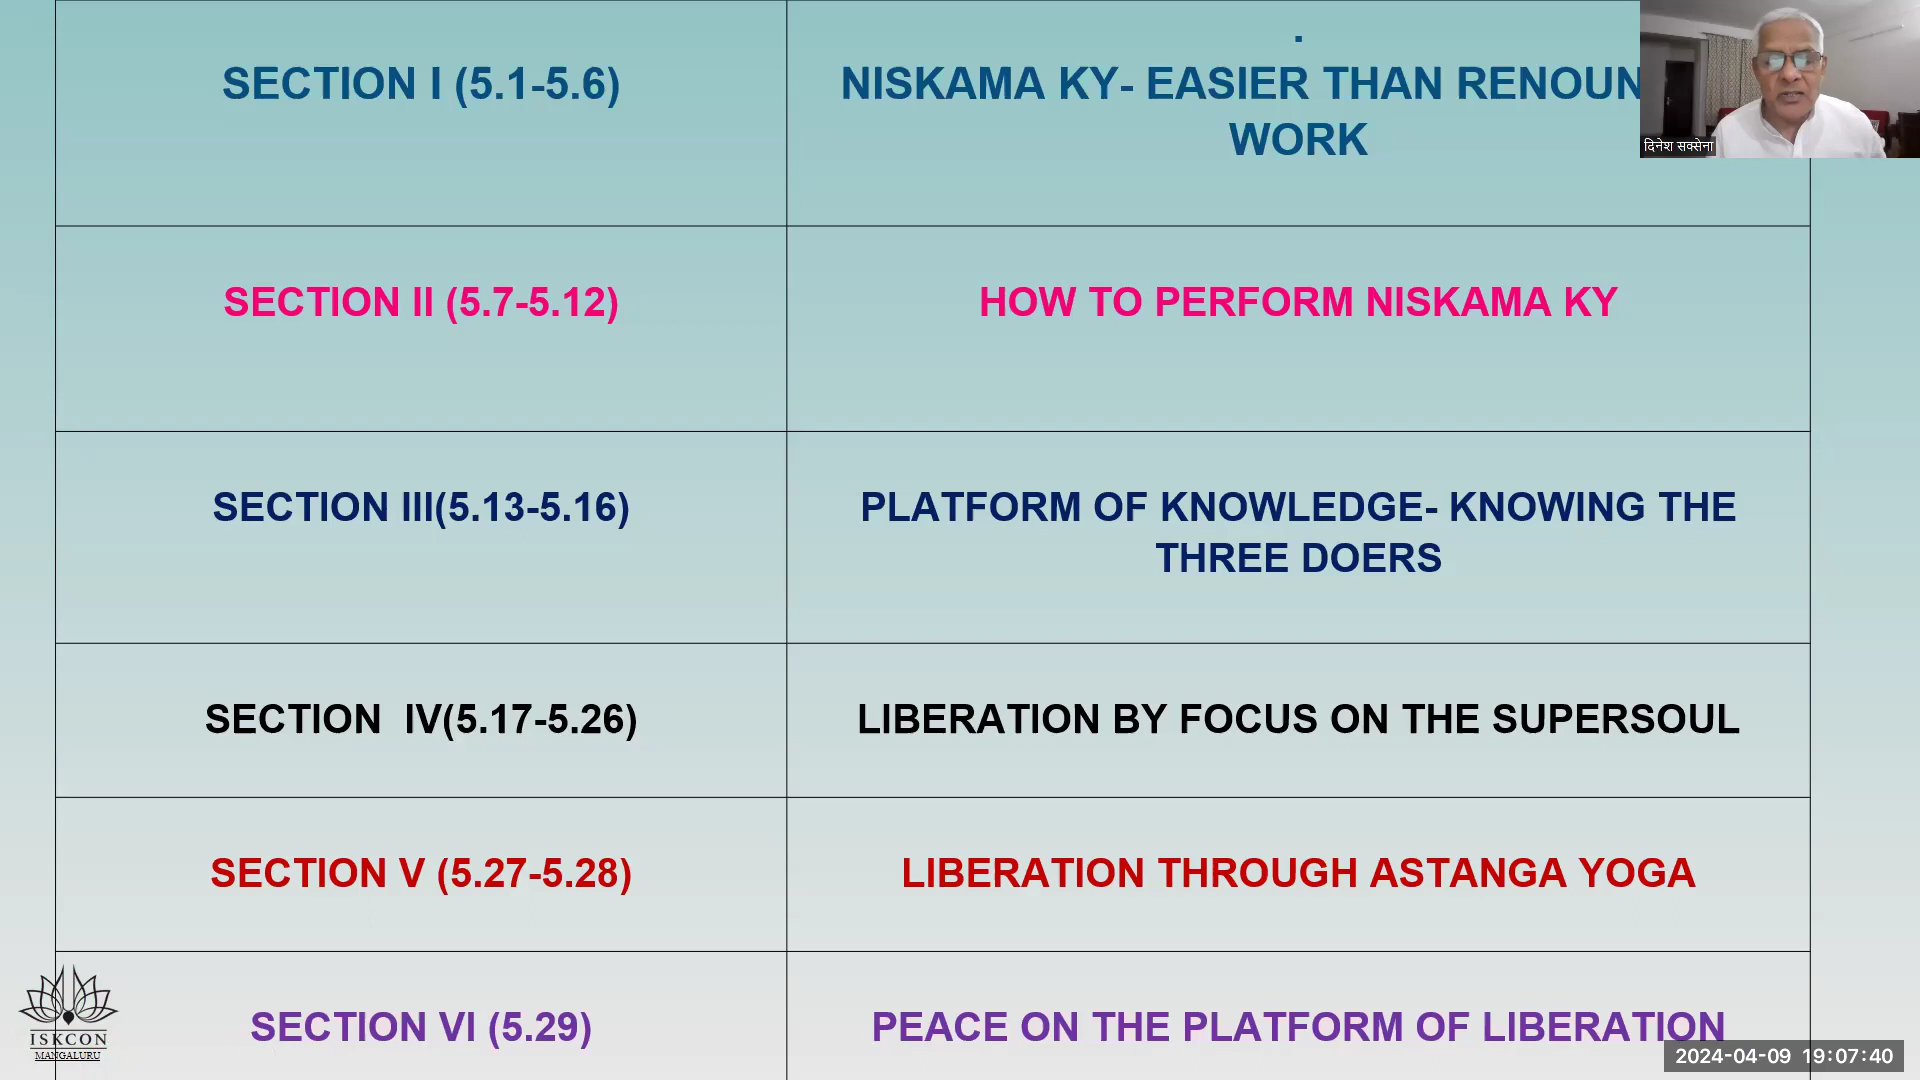 .
SECTION I (5.1-5.6)
NISKAMA KY- EASIER THAN RENOUN
WORK
दिनेश सक्सेना
SECTION II (5.7-5.12)
HOW TO PERFORM NISKAMA KY
SECTION III(5.13-5.16)
PLATFORM OF KNOWLEDGE- KNOWING THE
THREE DOERS
SECTION IV(5.17-5.26)
LIBERATION BY FOCUS ON THE SUPERSOUL
SECTION V (5.27-5.28)
LIBERATION THROUGH ASTANGA YOGA
SECTION VI (5.29)
PEACE ON THE PLATFORM OF LIBERATION
ISKCON
MANGALURU
2024-04-09 19:07:40